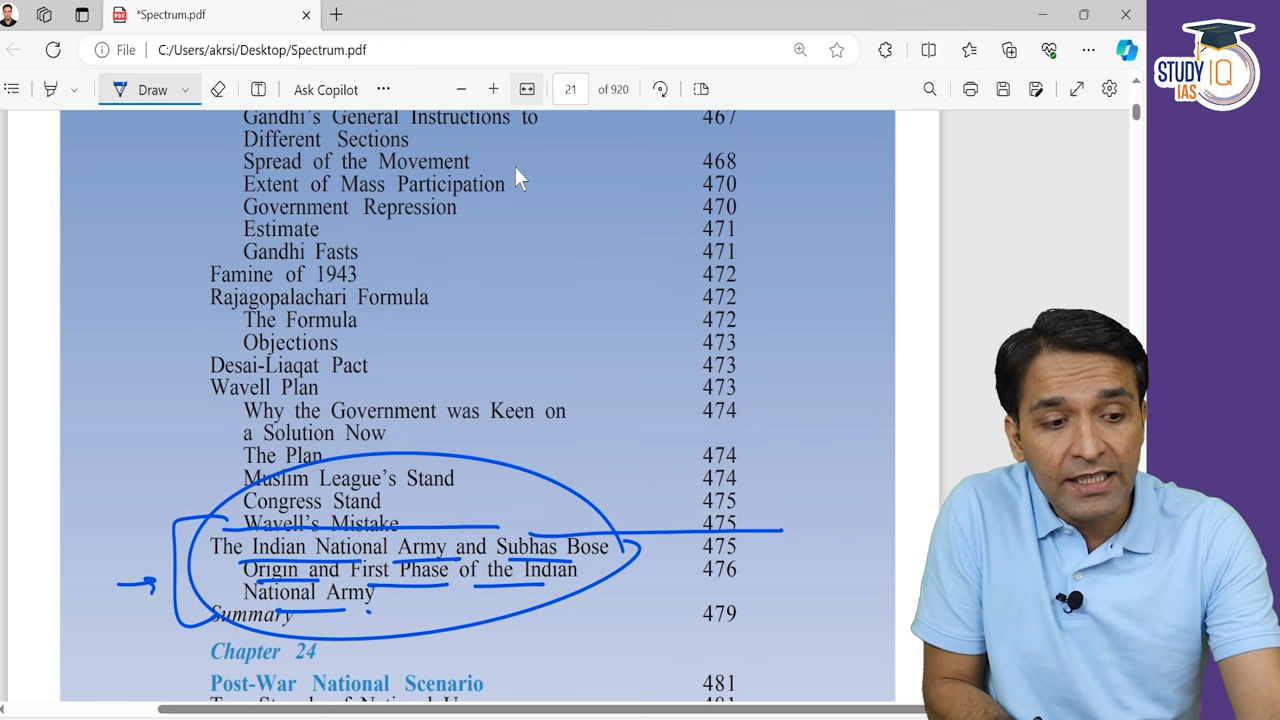 *Spectrum.pdf
File
C:/Users/akrsi/Desktop/Spectrum.pdf
Draw
Ask Copilot
21 of 920
STUDY IQ
IAS
Gandhi's General Instructions to 467
Different Sections
Spread of the Movement 468
Extent of Mass Participation 470
Government Repression 470
Estimate 471
Gandhi Fasts 471
Famine of 1943 472
Rajagopalachari Formula 472
The Formula 472
Objections 473
Desai-Liaqat Pact 473
Wavell Plan 473
Why the Government was Keen on 474
a Solution Now
The Plan 474
Muslim League's Stand 474
Congress Stand 475
Wavell's Mistake 475
The Indian National Army and Subhas Bose 475
Origin and First Phase of the Indian 476
National Army
Summary 479
Chapter 24
Post-War National Scenario 481